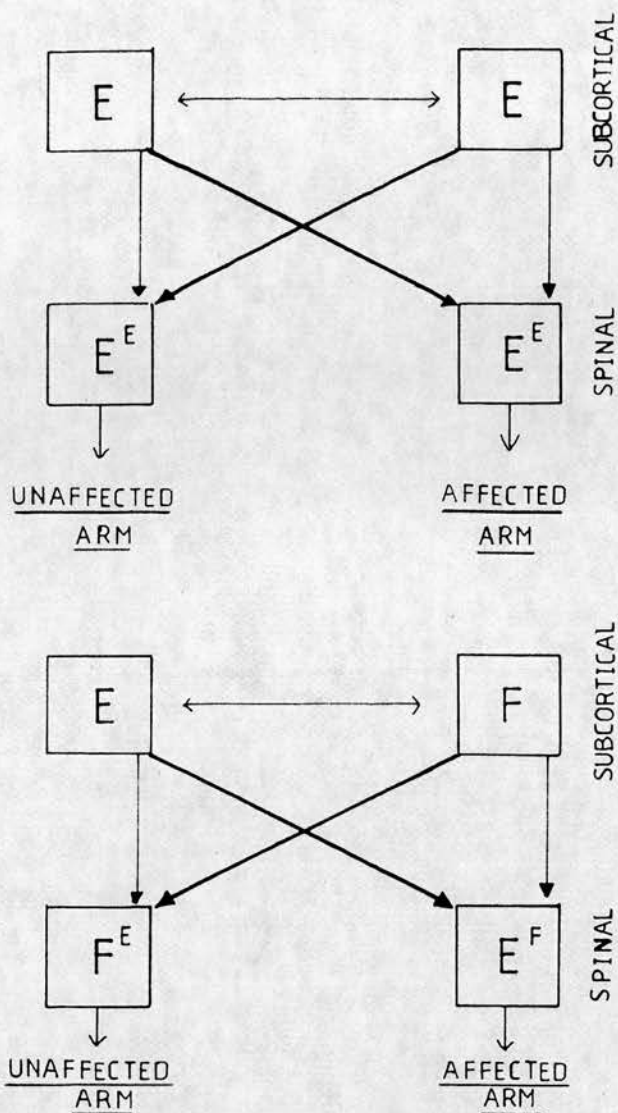 E E SUBCORTICAL
E^E E^E SPINAL
UNAFFECTED AFFECTED
ARM ARM
E F SUBCORTICAL
F^E E^F SPINAL
UNAFFECTED AFFECTED
ARM ARM